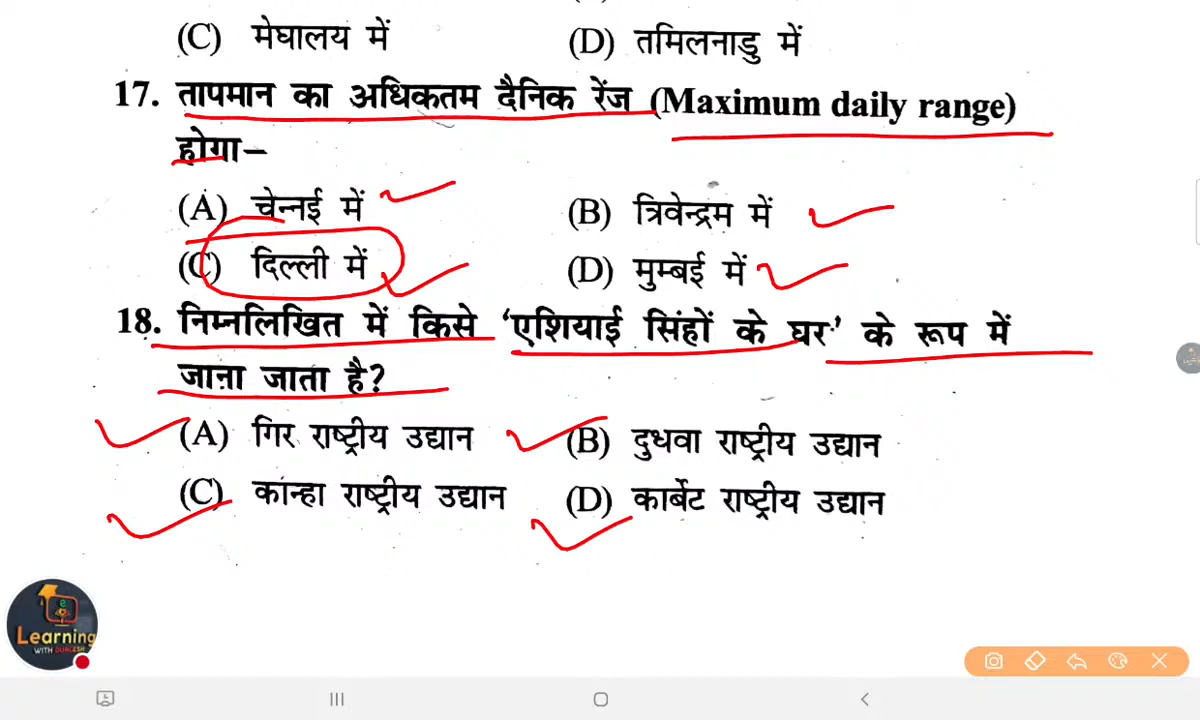 (C) मेघालय में (D) तमिलनाडु में
17. तापमान का अधिकतम दैनिक रेंज (Maximum daily range)
होगा–
(A) चेन्नई में (B) त्रिवेन्द्रम में
(C) दिल्ली में (D) मुम्बई में
18. निम्नलिखित में किसे ‘एशियाई सिंहों के घर’ के रूप में
जाना जाता है?
(A) गिर राष्ट्रीय उद्यान (B) दुधवा राष्ट्रीय उद्यान
(C) कान्हा राष्ट्रीय उद्यान (D) कार्बेट राष्ट्रीय उद्यान
e
Learning
WITH DURGESH